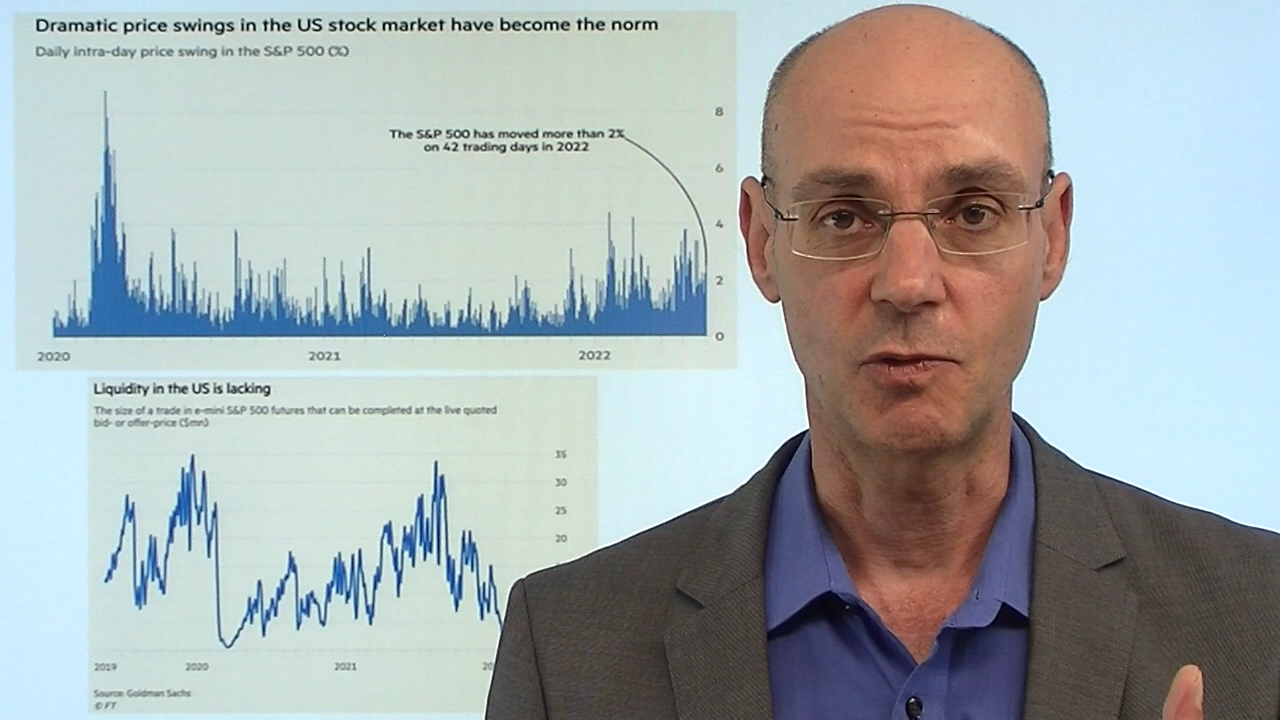 Dramatic price swings in the US stock market have become the norm
Daily intra-day price swing in the S&P 500 (%)
8
The S&P 500 has moved more than 2%
on 42 trading days in 2022
6
4
2
0
2020 2021 2022
Liquidity in the US is lacking
The size of a trade in e-mini S&P 500 futures that can be completed at the live quoted
bid- or offer-price ($mn)
35
30
25
20
2019 2020 2021 20
Source: Goldman Sachs
© FT